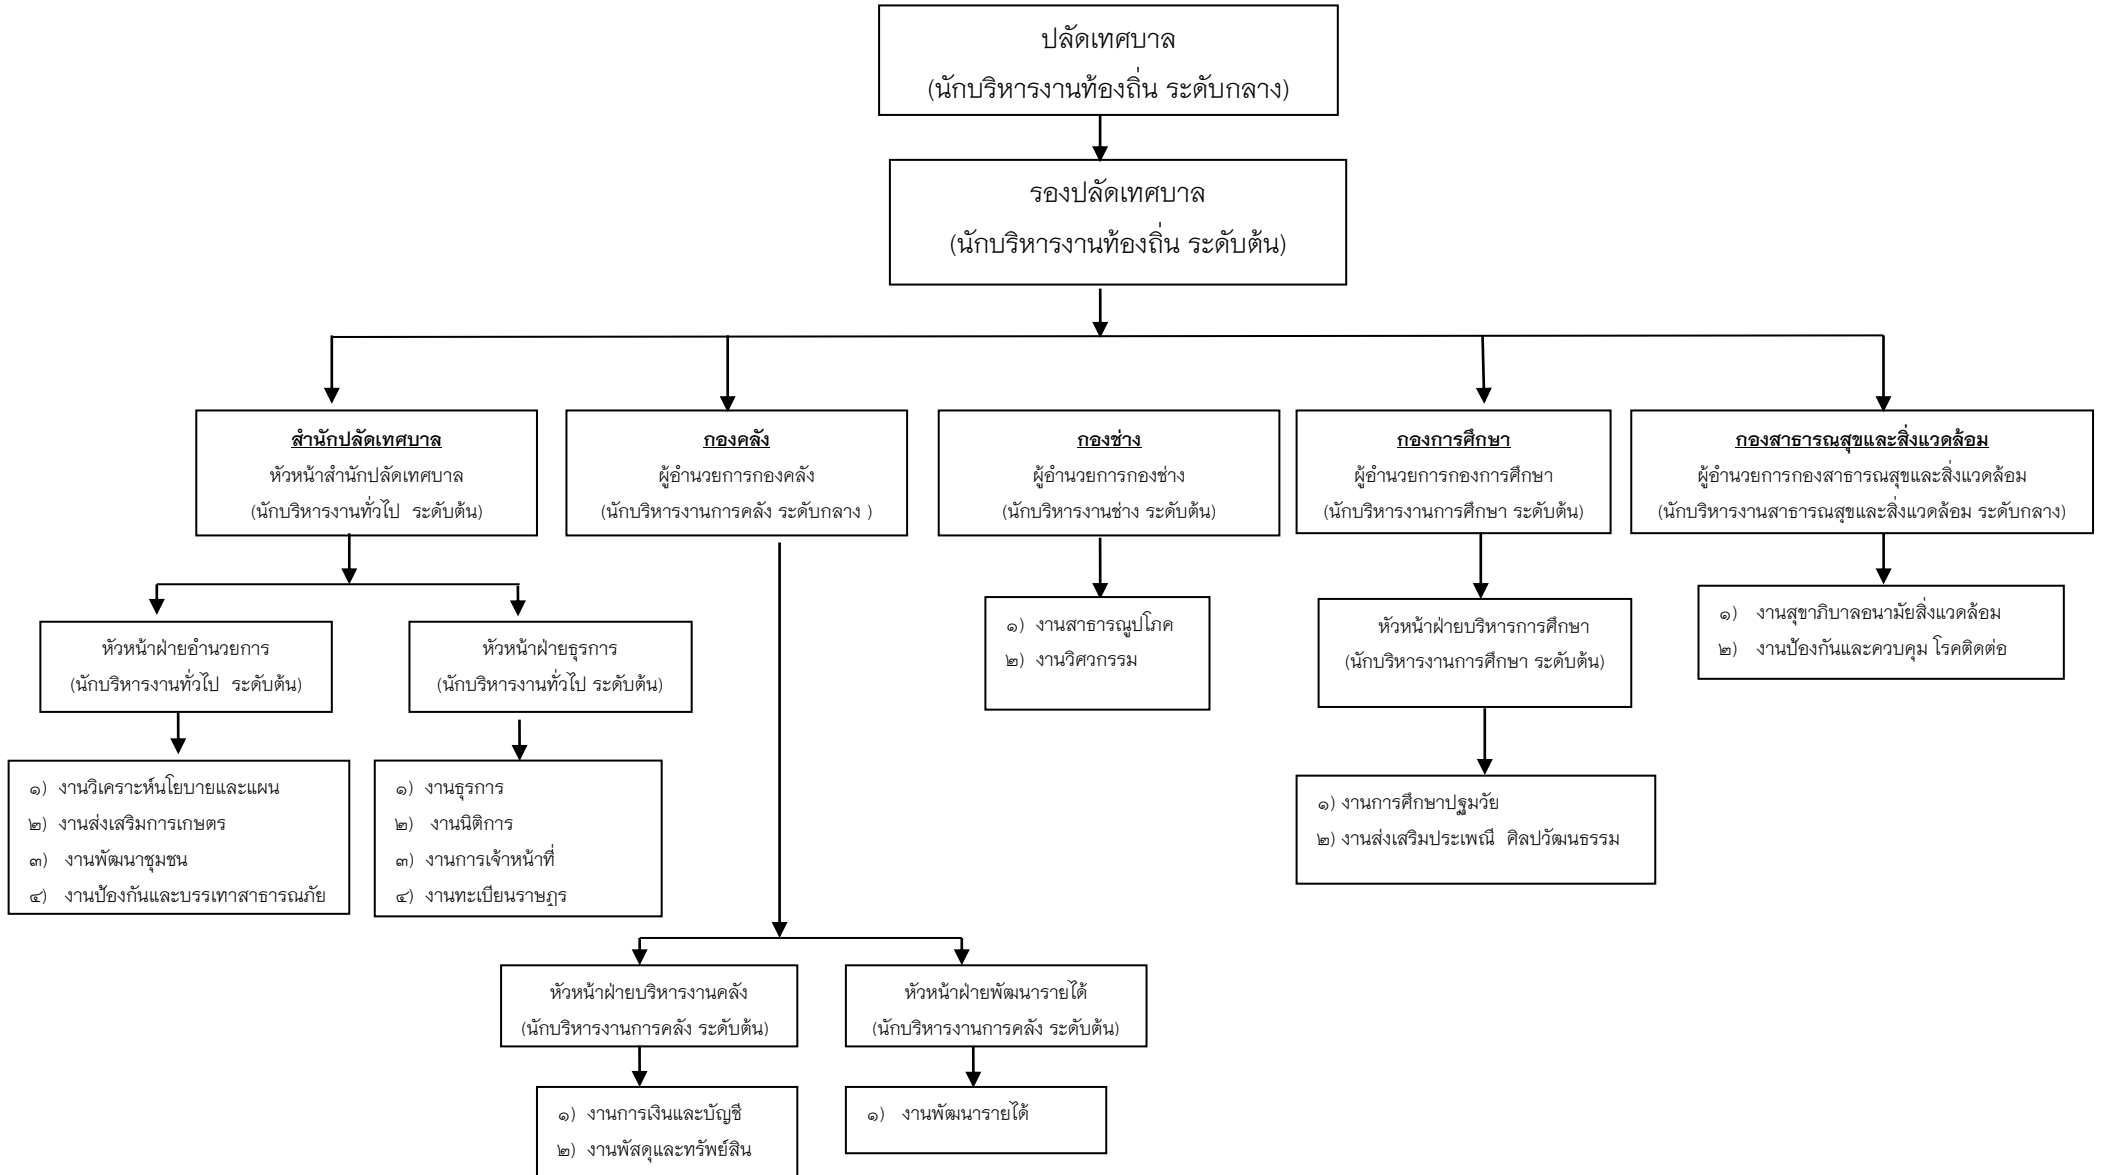 ปลัดเทศบาล
(นักบริหารงานท้องถิ่น ระดับกลาง)
รองปลัดเทศบาล
(นักบริหารงานท้องถิ่น ระดับต้น)
สำนักปลัดเทศบาล
หัวหน้าสำนักปลัดเทศบาล
(นักบริหารงานทั่วไป ระดับต้น)
กองคลัง
ผู้อำนวยการกองคลัง
(นักบริหารงานการคลัง ระดับกลาง )
กองช่าง
ผู้อำนวยการกองช่าง
(นักบริหารงานช่าง ระดับต้น)
กองการศึกษา
ผู้อำนวยการกองการศึกษา
(นักบริหารงานการศึกษา ระดับต้น)
กองสาธารณสุขและสิ่งแวดล้อม
ผู้อำนวยการกองสาธารณสุขและสิ่งแวดล้อม
(นักบริหารงานสาธารณสุขและสิ่งแวดล้อม ระดับกลาง)
หัวหน้าฝ่ายอำนวยการ
(นักบริหารงานทั่วไป ระดับต้น)
หัวหน้าฝ่ายธุรการ
(นักบริหารงานทั่วไป ระดับต้น)
๑) งานสาธารณูปโภค
๒) งานวิศวกรรม
หัวหน้าฝ่ายบริหารการศึกษา
(นักบริหารงานการศึกษา ระดับต้น)
๑) งานสุขาภิบาลอนามัยสิ่งแวดล้อม
๒) งานป้องกันและควบคุม โรคติดต่อ
๑) งานวิเคราะห์นโยบายและแผน
๒) งานส่งเสริมการเกษตร
๓) งานพัฒนาชุมชน
๔) งานป้องกันและบรรเทาสาธารณภัย
๑) งานธุรการ
๒) งานนิติการ
๓) งานการเจ้าหน้าที่
๔) งานทะเบียนราษฎร
๑) งานการศึกษาปฐมวัย
๒) งานส่งเสริมประเพณี ศิลปวัฒนธรรม
หัวหน้าฝ่ายบริหารงานคลัง
(นักบริหารงานการคลัง ระดับต้น)
หัวหน้าฝ่ายพัฒนารายได้
(นักบริหารงานการคลัง ระดับต้น)
๑) งานการเงินและบัญชี
๒) งานพัสดุและทรัพย์สิน
๑) งานพัฒนารายได้